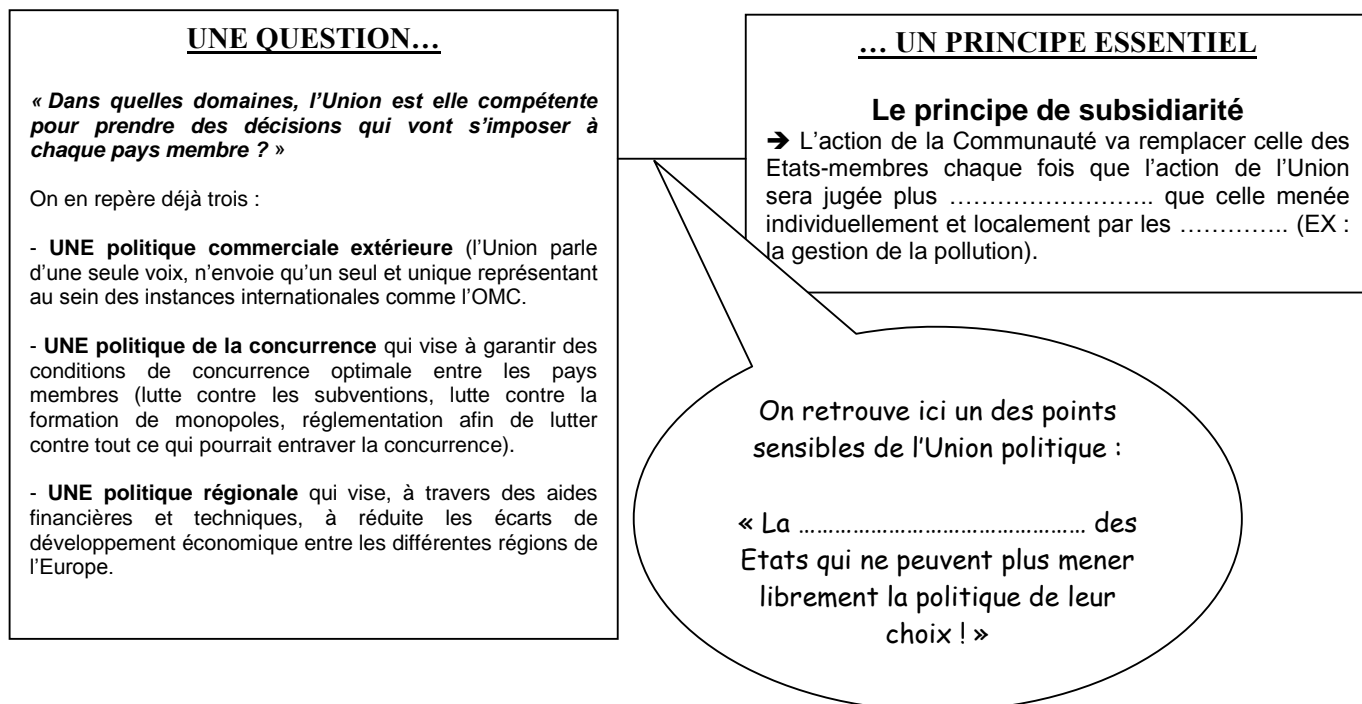 UNE QUESTION…
« Dans quelles domaines, l’Union est elle compétente
pour prendre des décisions qui vont s’imposer à
chaque pays membre ? »
On en repère déjà trois :
- UNE politique commerciale extérieure (l’Union parle
d’une seule voix, n’envoie qu’un seul et unique représentant
au sein des instances internationales comme l’OMC.
- UNE politique de la concurrence qui vise à garantir des
conditions de concurrence optimale entre les pays
membres (lutte contre les subventions, lutte contre la
formation de monopoles, réglementation afin de lutter
contre tout ce qui pourrait entraver la concurrence).
- UNE politique régionale qui vise, à travers des aides
financières et techniques, à réduite les écarts de
développement économique entre les différentes régions de
l’Europe.
… UN PRINCIPE ESSENTIEL
Le principe de subsidiarité
➔ L’action de la Communauté va remplacer celle des
Etats-membres chaque fois que l’action de l’Union
sera jugée plus …………………….. que celle menée
individuellement et localement par les ………….. (EX :
la gestion de la pollution).
On retrouve ici un des points
sensibles de l’Union politique :
« La ………………………………………… des
Etats qui ne peuvent plus mener
librement la politique de leur
choix ! »